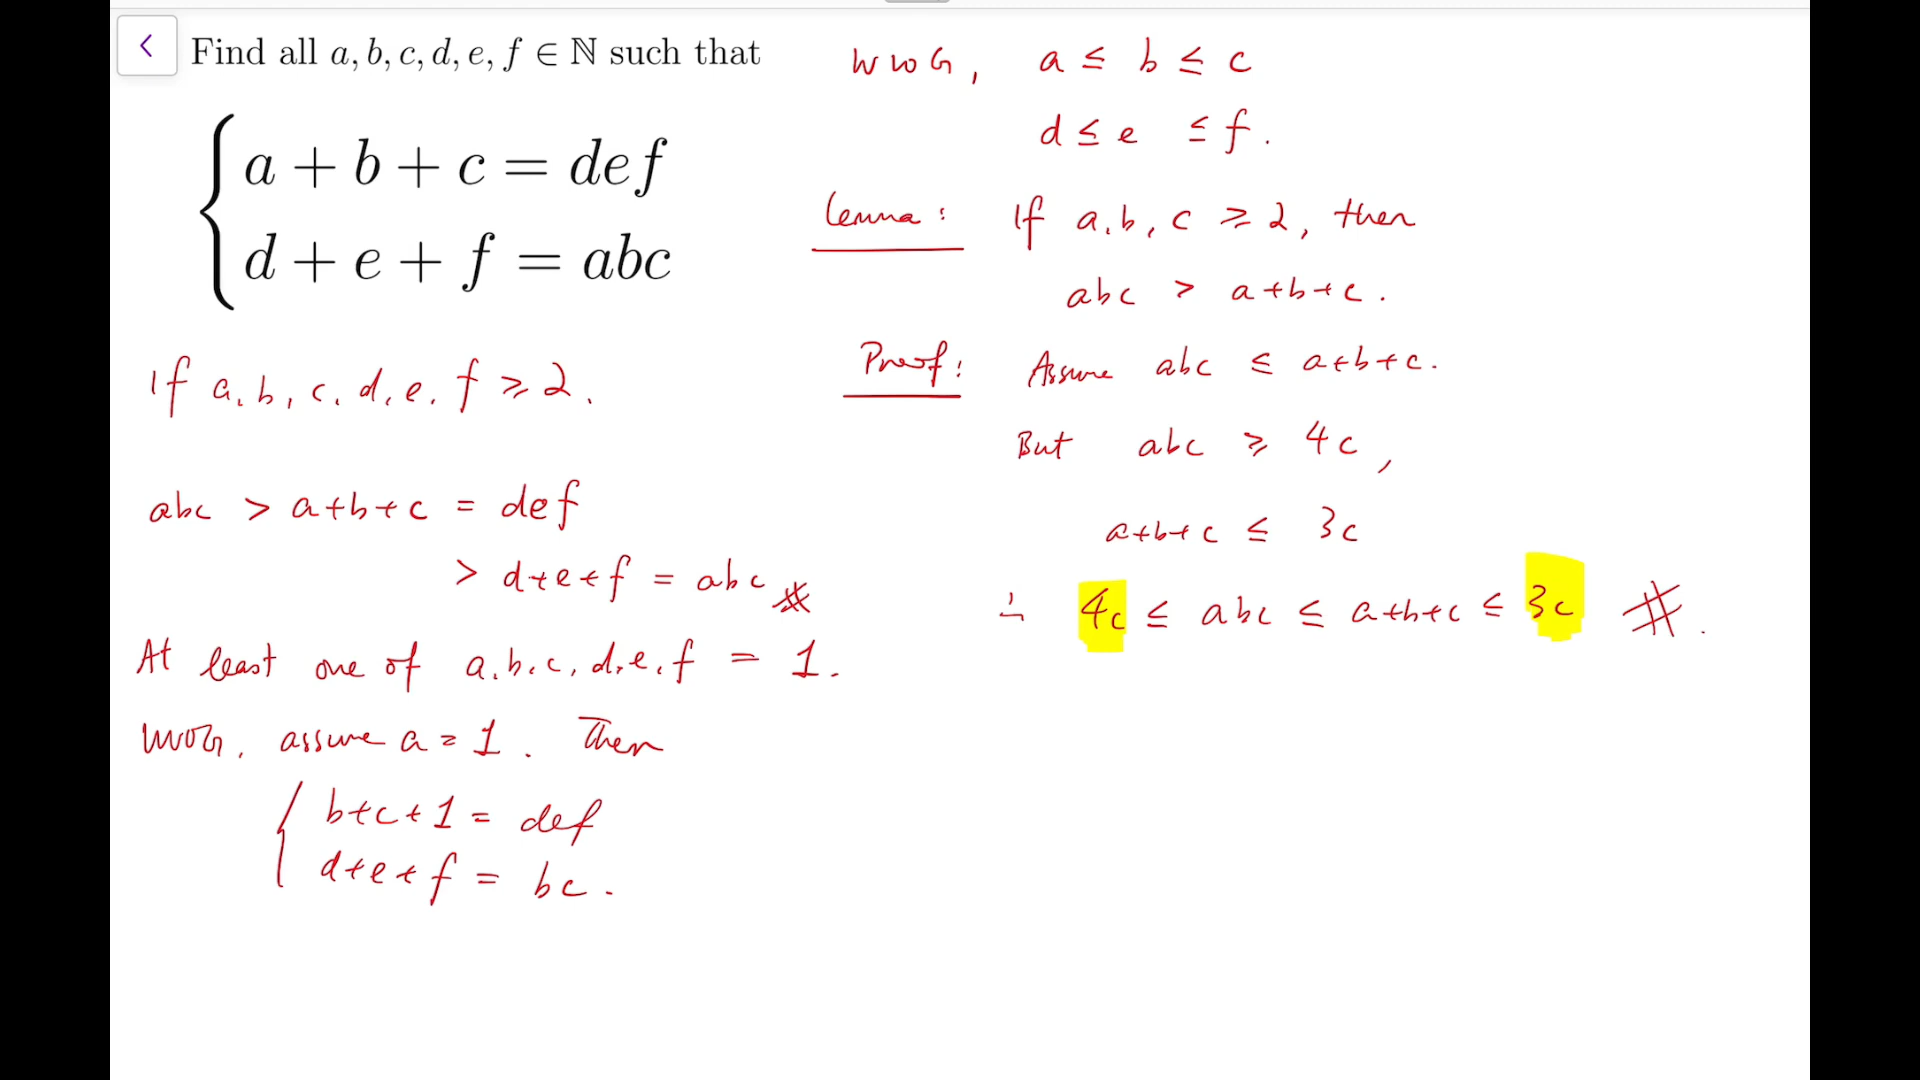 Find all a, b, c, d, e, f ∈ ℕ such that
a + b + c = def
d + e + f = abc
If a, b, c, d, e, f ⩾ 2.
abc > a+b+c = def
> d+e+f = abc #
At least one of a, b, c, d, e, f = 1.
WLOG, assume a = 1. Then
b+c+1 = def
d+e+f = bc.
WLOG, a ≤ b ≤ c
d ≤ e ≤ f.
Lemma: If a, b, c ⩾ 2, then
abc > a+b+c.
Proof: Assume abc ≤ a+b+c.
But abc ⩾ 4c,
a+b+c ≤ 3c
∴ 4c ≤ abc ≤ a+b+c ≤ 3c #.